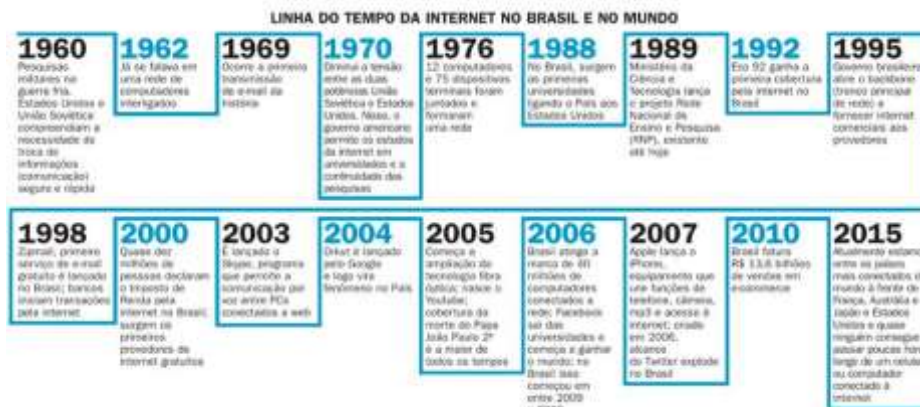 LINHA DO TEMPO DA INTERNET NO BRASIL E NO MUNDO
1960
Pesquisas
militares na
guerra fria.
Estados Unidos e
União Soviética
compreendiam a
necessidade da
troca de
informações
(comunicação)
segura e rápida
1962
Já se falava em
uma rede de
computadores
interligados
1969
Ocorre a primeira
transmissão
de e-mail da
história
1970
Diminui a tensão
entre as duas
potências União
Soviética e Estados
Unidos. Nisso, o
governo americano
permite os estudos
da internet em
universidades e a
continuidade das
pesquisas
1976
12 computadores
e 75 dispositivos
terminais foram
juntados e
formaram
uma rede
1988
No Brasil, surgem
as primeiras
universidades
ligando o País aos
Estados Unidos
1989
Ministério da
Ciência e
Tecnologia lança
o projeto Rede
Nacional de
Ensino e Pesquisa
(RNP), existente
até hoje
1992
Eco 92 ganha a
primeira cobertura
pela internet no
Brasil
1995
Governo brasileiro
abre o backbone
(tronco principal
de rede) e
fornecer internet
comerciais aos
provedores
1998
Zipmail, primeiro
serviço de e-mail
gratuito é lançado
no Brasil; bancos
iniciam transações
pela internet
2000
Quase dez
milhões de
pessoas declaram
o Imposto de
Renda pela
internet no Brasil;
surgem os
primeiros
provedores de
internet gratuitos
2003
É lançado o
Skype, programa
que permite a
comunicação por
voz entre PCs
conectados a web
2004
Orkut é lançado
pelo Google
e logo vira
fenômeno no País
2005
Começa a
ampliação da
tecnologia fibra
óptica; nasce o
Youtube;
cobertura da
morte do Papa
João Paulo 2º
é a maior de
todos os tempos
2006
Brasil atinge a
marca de
milhões de
computadores
conectados a
rede; Facebook
sai das
universidades e
começa a ganhar
o mundo; no
Brasil isso
começou em
entre 2009
2007
Apple lança o
iPhone,
equipamento que
une funções de
telefone, câmera,
mp3 e acesso à
internet; criado
em 2006,
alcance
do Twitter explode
no Brasil
2010
Brasil fatura
R$ 13,6 bilhões
de vendas em
e-commerce
2015
Atualmente estamos
entre os países
mais conectados do
mundo à frente de
França, Austrália e
Japão e Estados
Unidos e quase
ninguém consegue
passar poucas horas
longe de um celular
ou computador
conectado à
internet